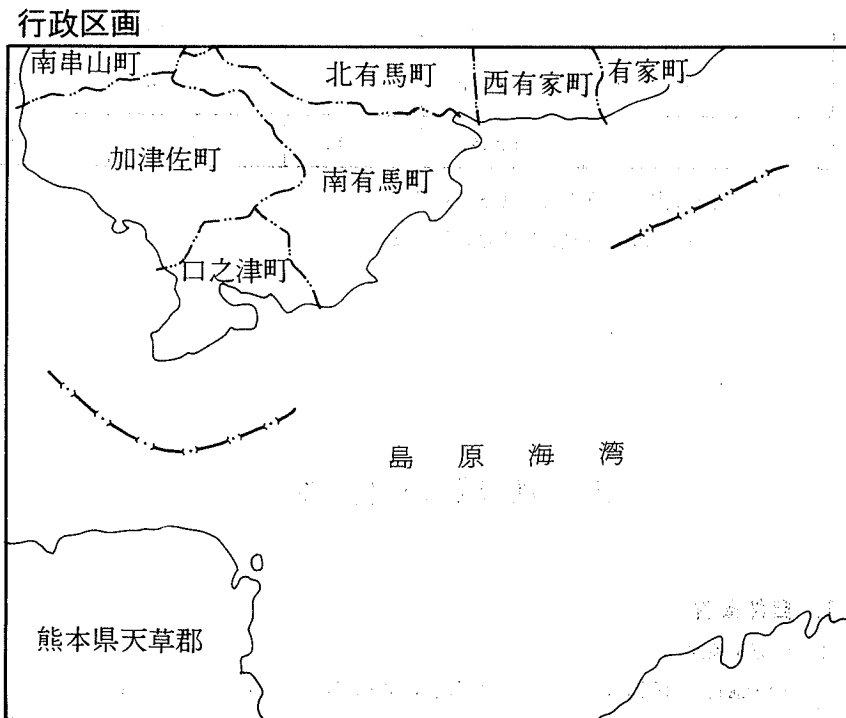 行政区画
南串山町
北有馬町
西有家町
有家町
加津佐町
南有馬町
口之津町
島原海湾
熊本県天草郡